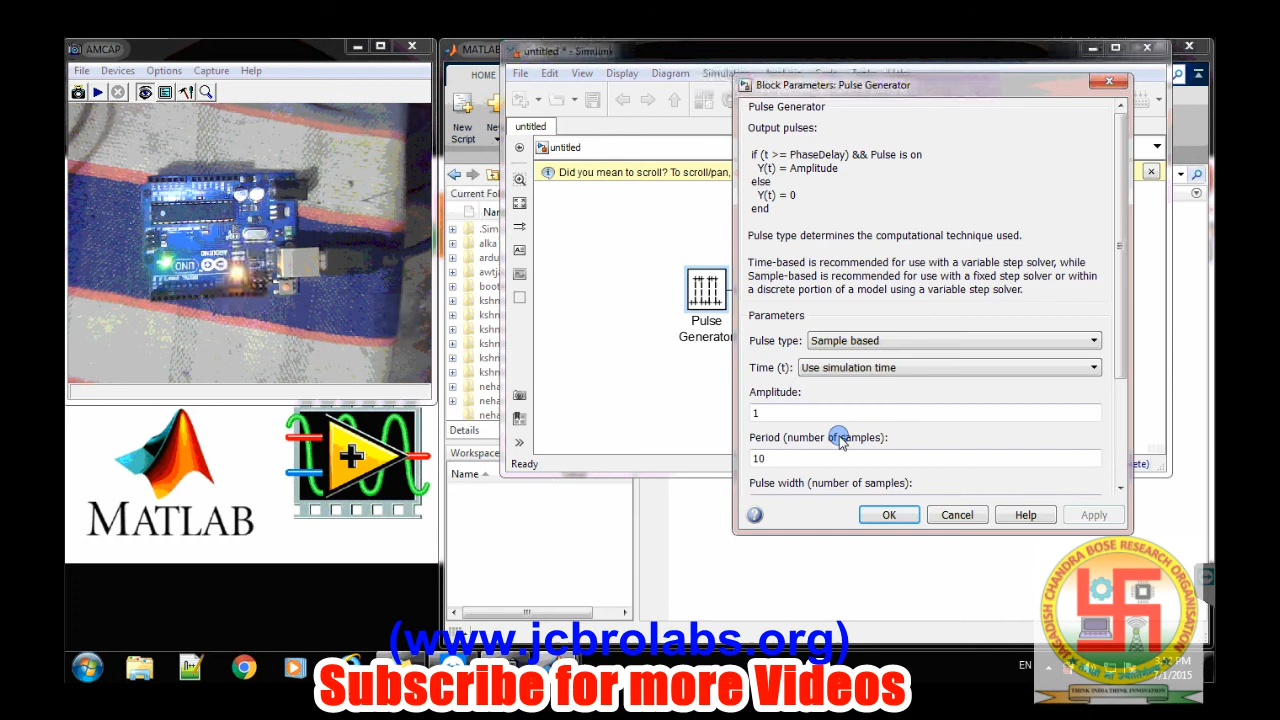 AMCAP
File Devices Options Capture Help
UNO
MATLAB
MATLAB
HOME
New
Script
Current Fol
.Sim
alka
ardu
awtj
boot
kshn
kshn
kshn
kshn
kshn
neha
neha
neha
Details
Workspace
Name
untitled * - Simulink
File Edit View Display Diagram
untitled
untitled
Did you mean to scroll? To scroll/pan,
Pulse
Generator
Ready
Block Parameters: Pulse Generator
Pulse Generator
Output pulses:
if (t >= PhaseDelay) && Pulse is on
Y(t) = Amplitude
else
Y(t) = 0
end
Pulse type determines the computational technique used.
Time-based is recommended for use with a variable step solver, while
Sample-based is recommended for use with a fixed step solver or within
a discrete portion of a model using a variable step solver.
Parameters
Pulse type: Sample based
Time (t): Use simulation time
Amplitude:
1
Period (number of samples):
10
Pulse width (number of samples):
OK Cancel Help Apply
(www.jcbrolabs.org)
Subscribe for more Videos
EN
7/1/2015
JAGADISH CHANDRA BOSE RESEARCH ORGANISATION
THINK INDIA THINK INNOVATION